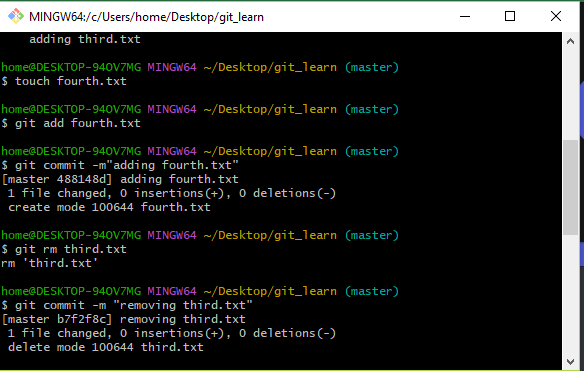 MINGW64:/c/Users/home/Desktop/git_learn
adding third.txt
home@DESKTOP-94OV7MG MINGW64 ~/Desktop/git_learn (master)
$ touch fourth.txt
home@DESKTOP-94OV7MG MINGW64 ~/Desktop/git_learn (master)
$ git add fourth.txt
home@DESKTOP-94OV7MG MINGW64 ~/Desktop/git_learn (master)
$ git commit -m"adding fourth.txt"
[master 488148d] adding fourth.txt
1 file changed, 0 insertions(+), 0 deletions(-)
create mode 100644 fourth.txt
home@DESKTOP-94OV7MG MINGW64 ~/Desktop/git_learn (master)
$ git rm third.txt
rm 'third.txt'
home@DESKTOP-94OV7MG MINGW64 ~/Desktop/git_learn (master)
$ git commit -m "removing third.txt"
[master b7f2f8c] removing third.txt
1 file changed, 0 insertions(+), 0 deletions(-)
delete mode 100644 third.txt